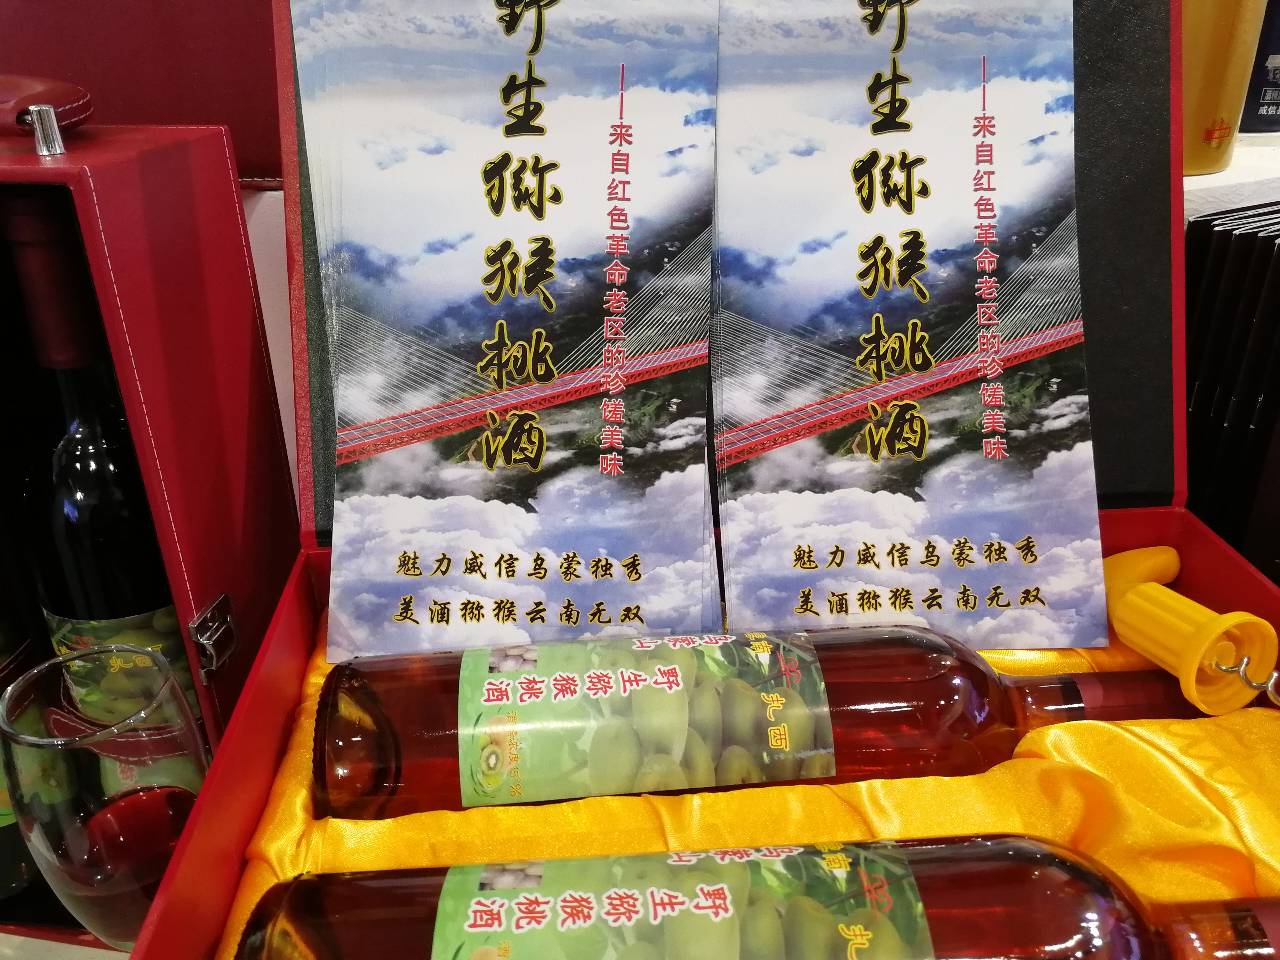 野生猕猴桃酒
——来自红色革命老区的珍馐美味
魅力威信乌蒙独秀
美酒猕猴云南无双
野生猕猴桃酒
——来自红色革命老区的珍馐美味
魅力威信乌蒙独秀
美酒猕猴云南无双
乌蒙山
野生猕猴桃酒
扎西
乌蒙山
野生猕猴桃酒
扎